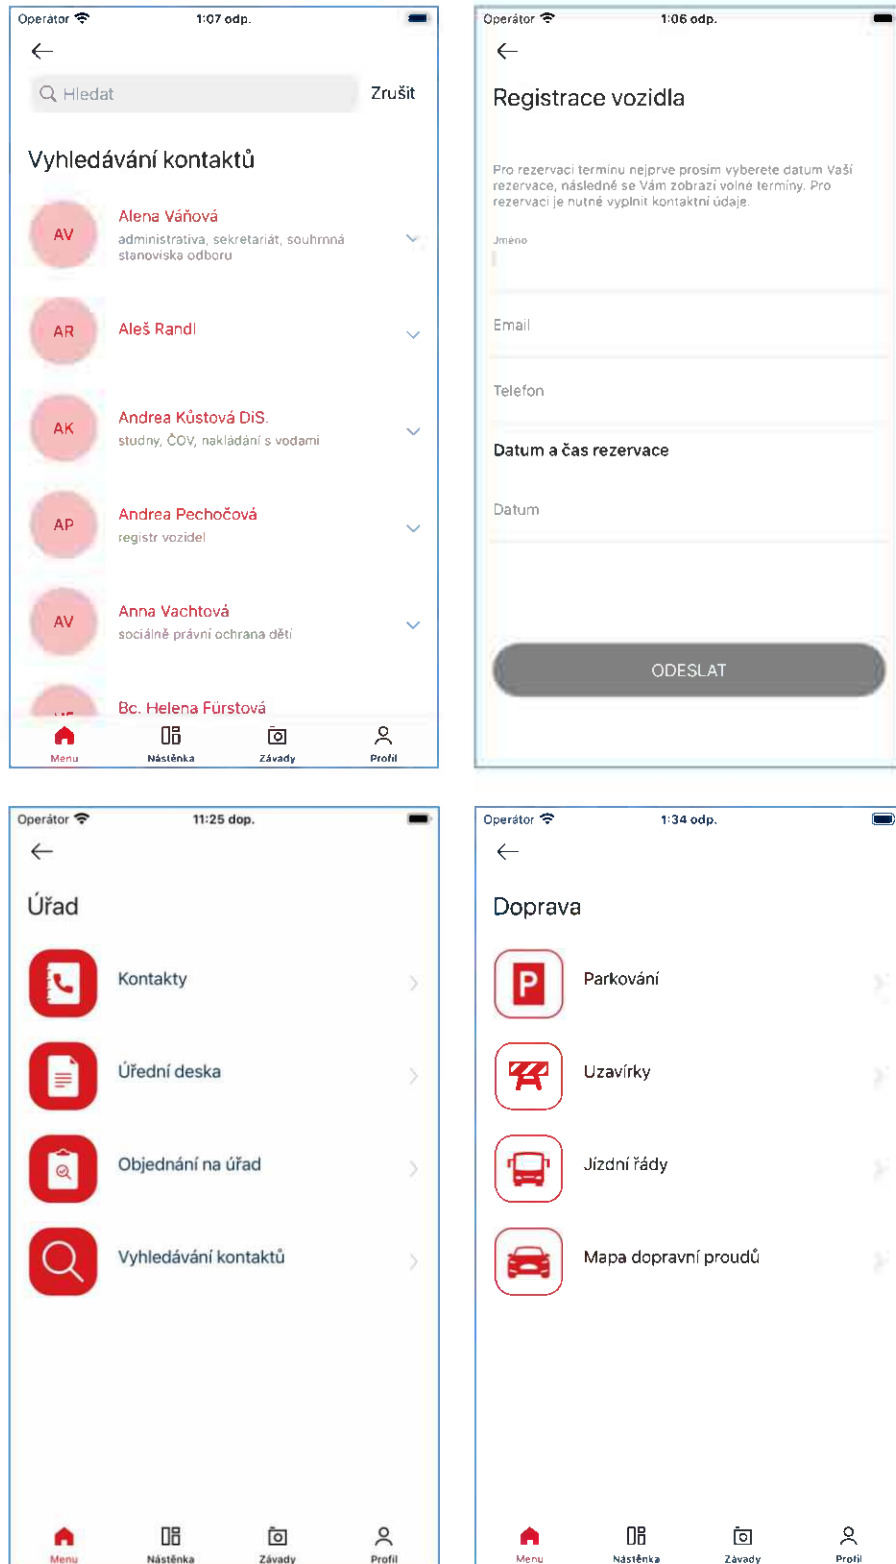 Operátor 1:07 odp.
Hledat Zrušit
Vyhledávání kontaktů
AV
Alena Váňová
administrativa, sekretariát, souhrnná
stanoviska odboru
AR
Aleš Randl
AK
Andrea Kůstová DiS.
studny, ČOV, nakládání s vodami
AP
Andrea Pechočová
registr vozidel
AV
Anna Vachtová
sociálně právní ochrana dětí
Bc. Helena Fürstová
Menu Nástěnka Závady Profil
Operátor 1:06 odp.
Registrace vozidla
Pro rezervaci termínu nejprve prosím vyberete datum Vaší
rezervace, následně se Vám zobrazí volné termíny. Pro
rezervaci je nutné vyplnit kontaktní údaje.
Jméno
Email
Telefon
Datum a čas rezervace
Datum
ODESLAT
Operátor 11:25 dop.
Úřad
Kontakty
Úřední deska
Objednání na úřad
Vyhledávání kontaktů
Menu Nástěnka Závady Profil
Operátor 1:34 odp.
Doprava
P
Parkování
Uzavírky
Jízdní řády
Mapa dopravní proudů
Menu Nástěnka Závady Profil